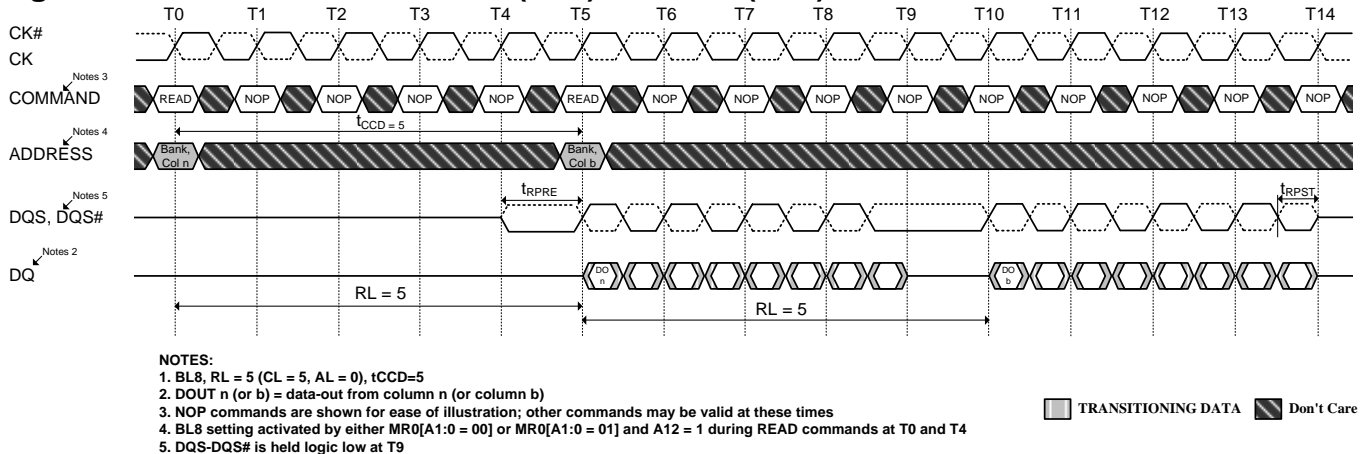 T0 T1 T2 T3 T4 T5 T6 T7 T8 T9 T10 T11 T12 T13 T14
CK#
CK
Notes 3
COMMAND READ NOP NOP NOP NOP READ NOP NOP NOP NOP NOP NOP NOP NOP NOP
tCCD = 5
Notes 4
ADDRESS Bank, Col n Bank, Col b
tRPRE tRPST
Notes 5
DQS, DQS#
Notes 2
DQ DO n DO b
RL = 5
RL = 5
NOTES:
1. BL8, RL = 5 (CL = 5, AL = 0), tCCD=5
2. DOUT n (or b) = data-out from column n (or column b)
3. NOP commands are shown for ease of illustration; other commands may be valid at these times
4. BL8 setting activated by either MR0[A1:0 = 00] or MR0[A1:0 = 01] and A12 = 1 during READ commands at T0 and T4
5. DQS-DQS# is held logic low at T9
TRANSITIONING DATA Don't Care